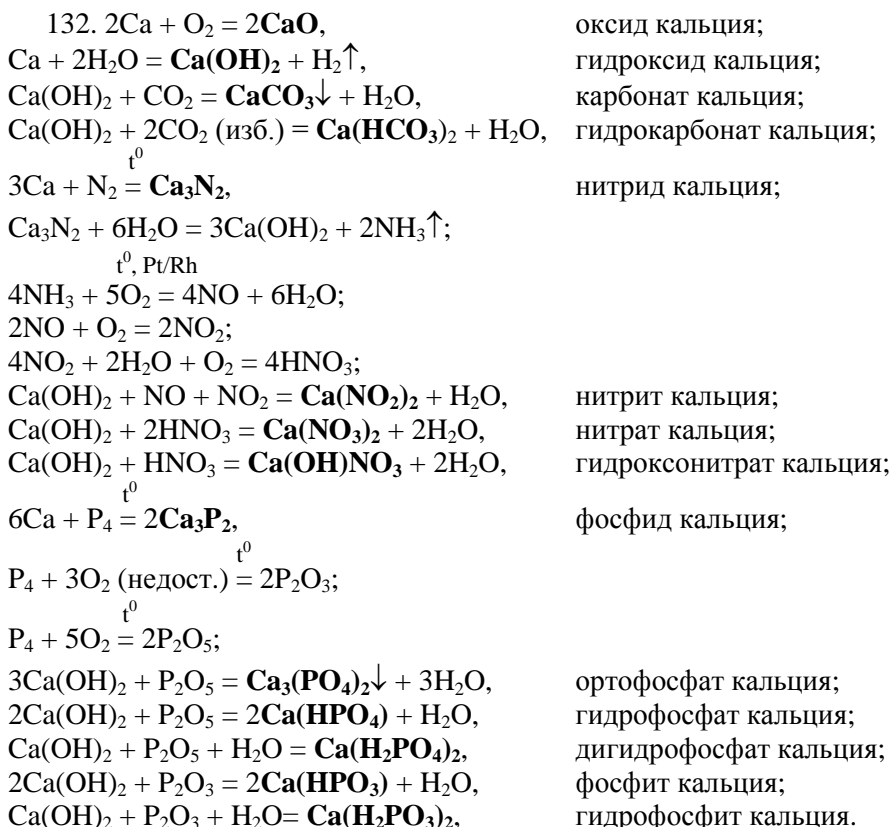 132. 2Ca + O₂ = 2CaO, оксид кальция;
Ca + 2H₂O = Ca(OH)₂ + H₂↑, гидроксид кальция;
Ca(OH)₂ + CO₂ = CaCO₃↓ + H₂O, карбонат кальция;
Ca(OH)₂ + 2CO₂ (изб.) = Ca(HCO₃)₂ + H₂O, гидрокарбонат кальция;
t⁰
3Ca + N₂ = Ca₃N₂, нитрид кальция;
Ca₃N₂ + 6H₂O = 3Ca(OH)₂ + 2NH₃↑;
t⁰, Pt/Rh
4NH₃ + 5O₂ = 4NO + 6H₂O;
2NO + O₂ = 2NO₂;
4NO₂ + 2H₂O + O₂ = 4HNO₃;
Ca(OH)₂ + NO + NO₂ = Ca(NO₂)₂ + H₂O, нитрит кальция;
Ca(OH)₂ + 2HNO₃ = Ca(NO₃)₂ + 2H₂O, нитрат кальция;
Ca(OH)₂ + HNO₃ = Ca(OH)NO₃ + 2H₂O, гидроксонитрат кальция;
t⁰
6Ca + P₄ = 2Ca₃P₂, фосфид кальция;
t⁰
P₄ + 3O₂ (недост.) = 2P₂O₃;
t⁰
P₄ + 5O₂ = 2P₂O₅;
3Ca(OH)₂ + P₂O₅ = Ca₃(PO₄)₂↓ + 3H₂O, ортофосфат кальция;
2Ca(OH)₂ + P₂O₅ = 2Ca(HPO₄) + H₂O, гидрофосфат кальция;
Ca(OH)₂ + P₂O₅ + H₂O = Ca(H₂PO₄)₂, дигидрофосфат кальция;
2Ca(OH)₂ + P₂O₃ = 2Ca(HPO₃) + H₂O, фосфит кальция;
Ca(OH)₂ + P₂O₃ + H₂O= Ca(H₂PO₃)₂, гидрофосфит кальция.